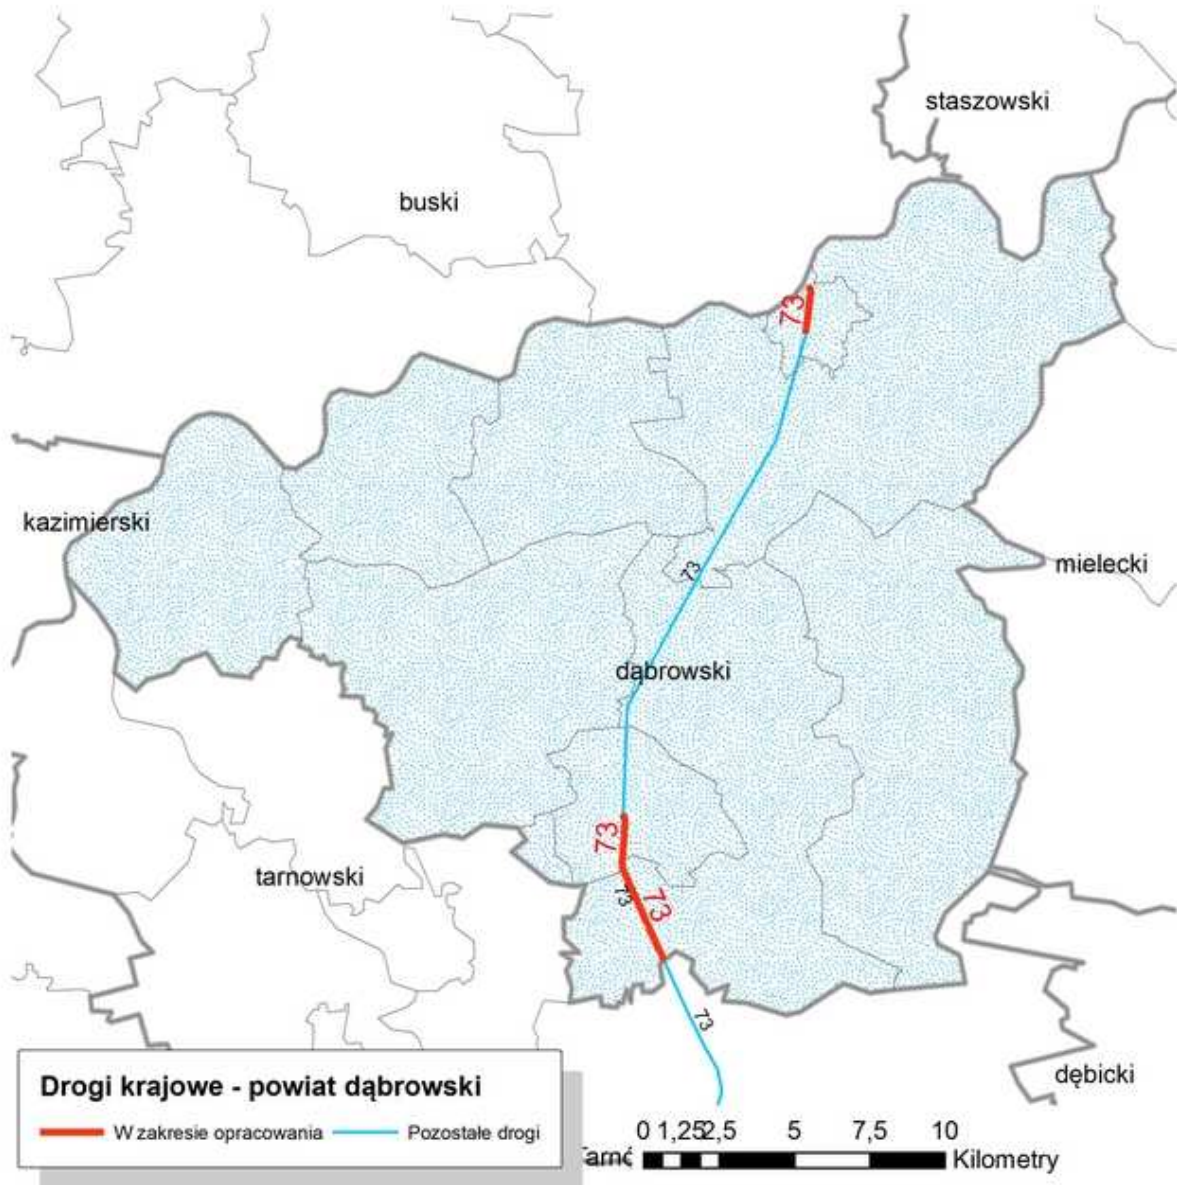 staszowski
buski
73
kazimierski
mielecki
73
dąbrowski
73
tarnowski
73
73
73
dębicki
Drogi krajowe - powiat dąbrowski
W zakresie opracowania
Pozostałe drogi
0 1,25 2,5 5 7,5 10
Kilometry